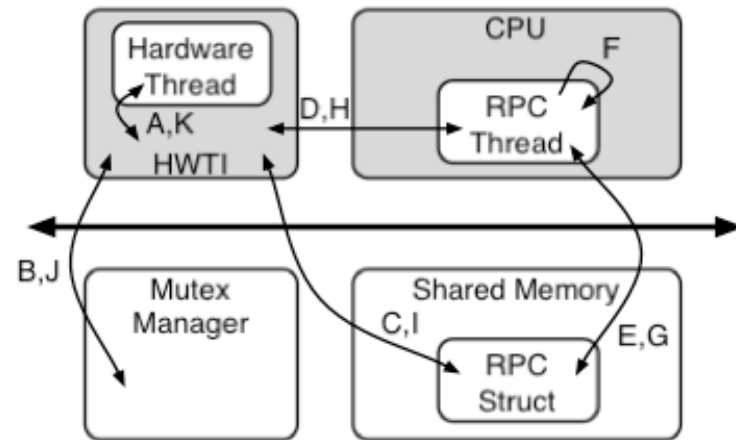 Hardware
Thread
A,K
HWTI
D,H
CPU
F
RPC
Thread
B,J
Mutex
Manager
C,I
Shared Memory
RPC
Struct
E,G